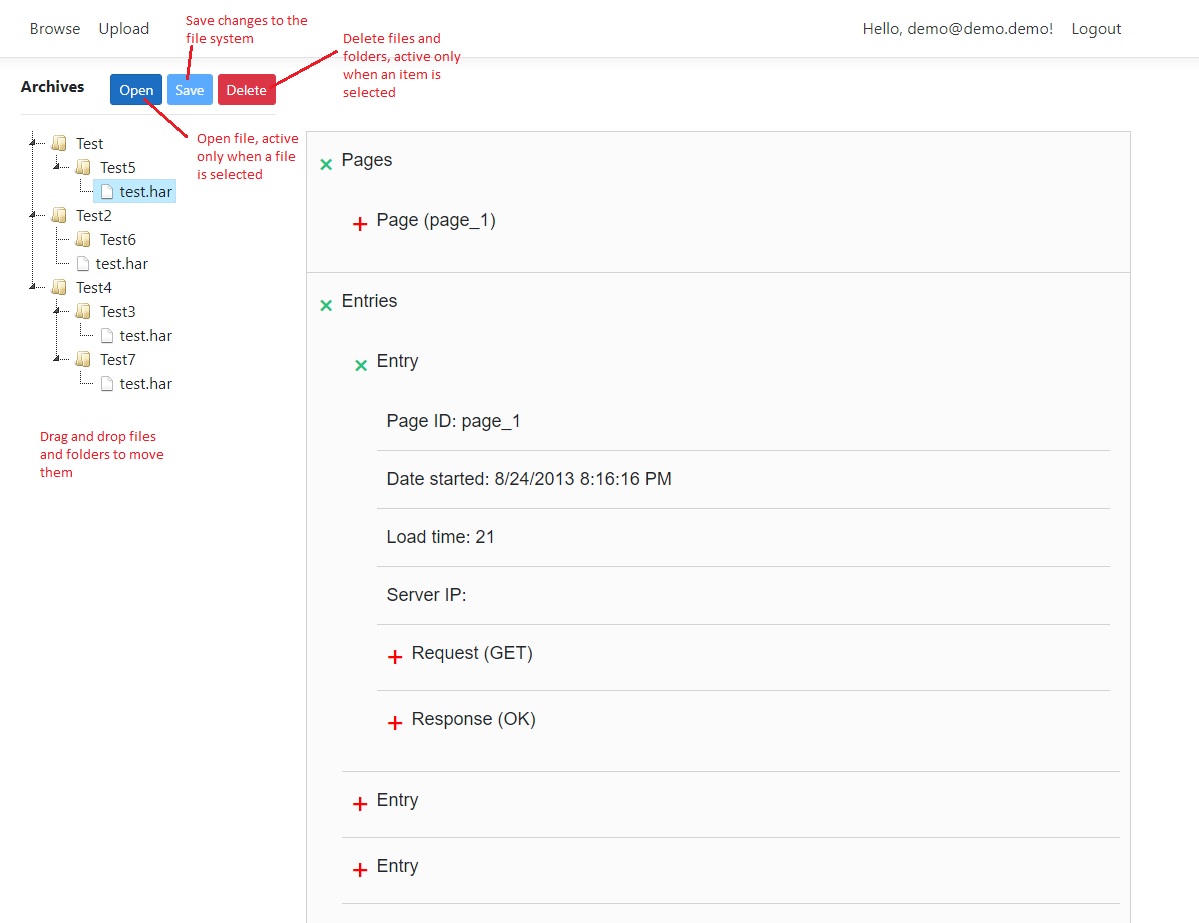 Browse Upload
Save changes to the
file system
Hello, demo@demo.demo! Logout
Delete files and
folders, active only
when an item is
selected
Archives
Open Save Delete
Open file, active
only when a file
is selected
Test
Test5
test.har
Test2
Test6
test.har
Test4
Test3
test.har
Test7
test.har
Drag and drop files
and folders to move
them
Pages
Page (page_1)
Entries
Entry
Page ID: page_1
Date started: 8/24/2013 8:16:16 PM
Load time: 21
Server IP:
Request (GET)
Response (OK)
Entry
Entry